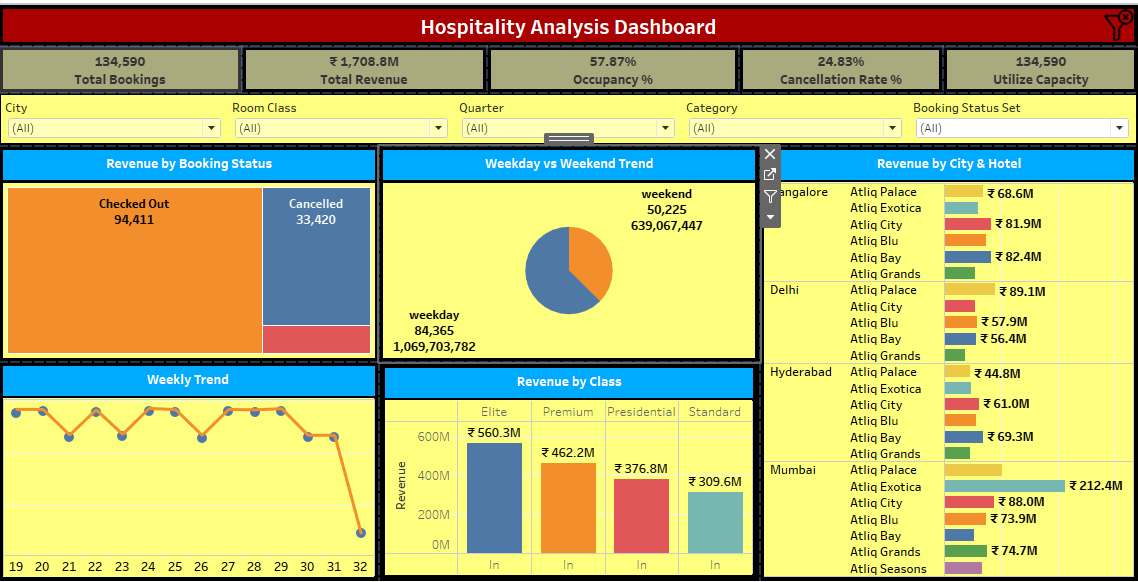 Hospitality Analysis Dashboard
134,590
Total Bookings
₹ 1,708.8M
Total Revenue
57.87%
Occupancy %
24.83%
Cancellation Rate %
134,590
Utilize Capacity
City
(All)
Room Class
(All)
Quarter
(All)
Category
(All)
Booking Status Set
(All)
Revenue by Booking Status
Checked Out
94,411
Cancelled
33,420
Weekday vs Weekend Trend
weekend
50,225
639,067,447
weekday
84,365
1,069,703,782
Revenue by City & Hotel
angalore Atliq Palace ₹ 68.6M
Atliq Exotica
Atliq City ₹ 81.9M
Atliq Blu
Atliq Bay ₹ 82.4M
Atliq Grands
Delhi Atliq Palace ₹ 89.1M
Atliq City
Atliq Blu ₹ 57.9M
Atliq Bay ₹ 56.4M
Atliq Grands
Hyderabad Atliq Palace ₹ 44.8M
Atliq Exotica
Atliq City ₹ 61.0M
Atliq Blu
Atliq Bay ₹ 69.3M
Atliq Grands
Mumbai Atliq Palace
Atliq Exotica ₹ 212.4M
Atliq City ₹ 88.0M
Atliq Blu ₹ 73.9M
Atliq Bay
Atliq Grands ₹ 74.7M
Atliq Seasons
Weekly Trend
19 20 21 22 23 24 25 26 27 28 29 30 31 32
Revenue by Class
Elite Premium Presidential Standard
Revenue
600M
400M
200M
0M
₹ 560.3M
₹ 462.2M
₹ 376.8M
₹ 309.6M
In In In In